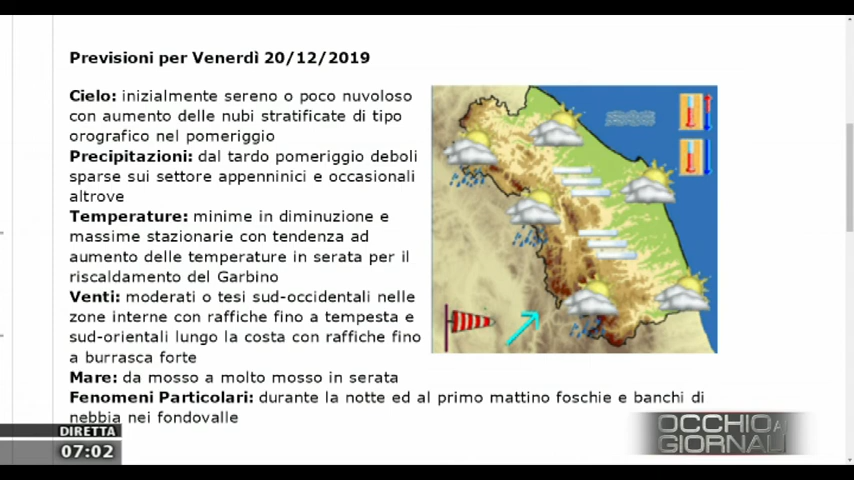 Previsioni per Venerdì 20/12/2019
Cielo: inizialmente sereno o poco nuvoloso
con aumento delle nubi stratificate di tipo
orografico nel pomeriggio
Precipitazioni: dal tardo pomeriggio deboli
sparse sui settore appenninici e occasionali
altrove
Temperature: minime in diminuzione e
massime stazionarie con tendenza ad
aumento delle temperature in serata per il
riscaldamento del Garbino
Venti: moderati o tesi sud-occidentali nelle
zone interne con raffiche fino a tempesta e
sud-orientali lungo la costa con raffiche fino
a burrasca forte
Mare: da mosso a molto mosso in serata
Fenomeni Particolari: durante la notte ed al primo mattino foschie e banchi di
nebbia nei fondovalle
DIRETTA
07:02
OCCHIO AI
GIORNALI